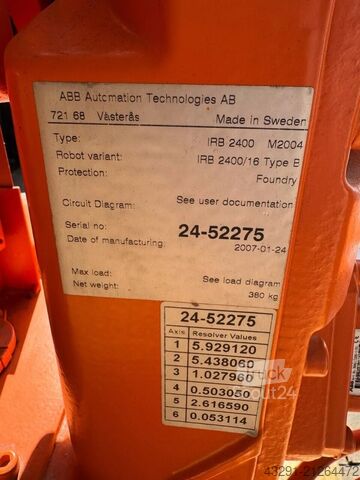 ABB Automation Technologies AB
721 68 Västerås Made in Sweden
Type: IRB 2400 M2004
Robot variant: IRB 2400/16 Type B
Protection: Foundry
Circuit Diagram: See user documentation
Serial no: 24-52275
Date of manufacturing: 2007-01-24
Max load: See load diagram
Net weight: 380 kg
24-52275
Axis Resolver Values
1 5.929120
2 5.438060
3 1.027960
4 0.503050
5 2.616590
6 0.053114
truck
scout24
43291-21264472